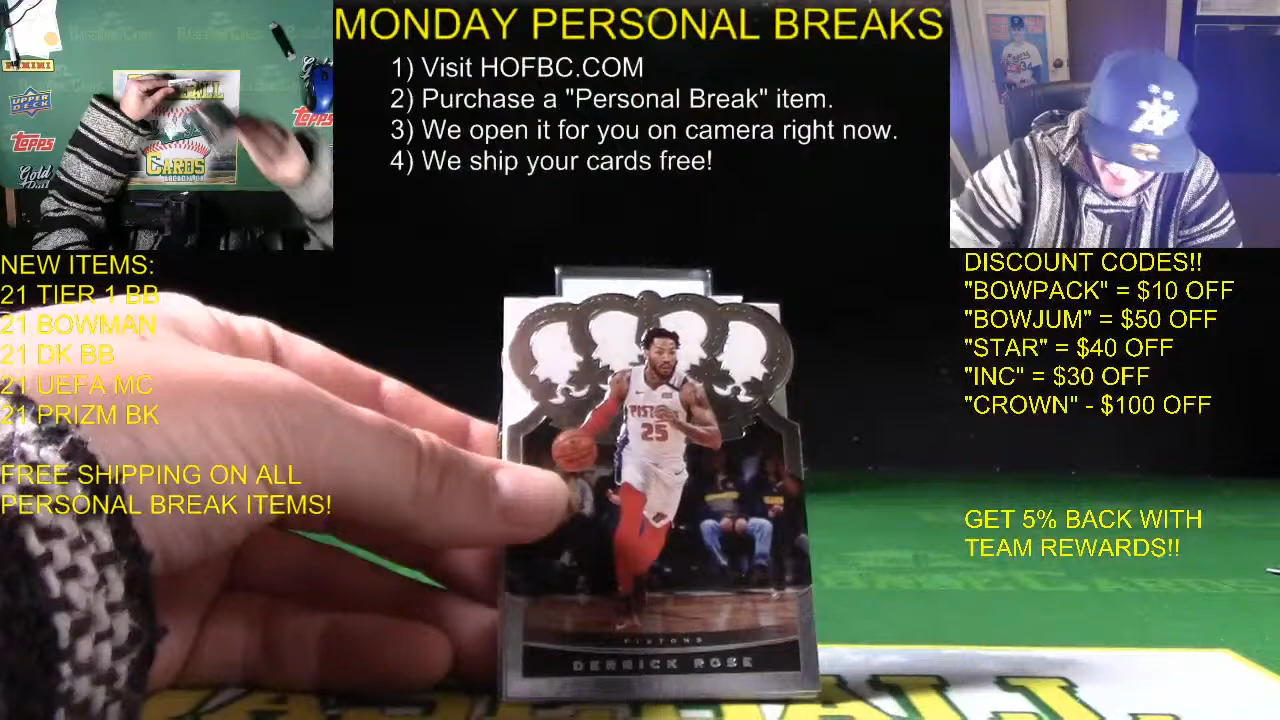 MONDAY PERSONAL BREAKS
1) Visit HOFBC.COM
2) Purchase a "Personal Break" item.
3) We open it for you on camera right now.
4) We ship your cards free!
PANINI
UPPER DECK
Topps
Gold
Topps
CARDS
34
NEW ITEMS:
21 TIER 1 BB
21 BOWMAN
21 DK BB
21 UEFA MC
21 PRIZM BK
FREE SHIPPING ON ALL
PERSONAL BREAK ITEMS!
DISCOUNT CODES!!
"BOWPACK" = $10 OFF
"BOWJUM" = $50 OFF
"STAR" = $40 OFF
"INC" = $30 OFF
"CROWN" - $100 OFF
GET 5% BACK WITH
TEAM REWARDS!!
PISTONS
25
PISTONS
DERRICK ROSE